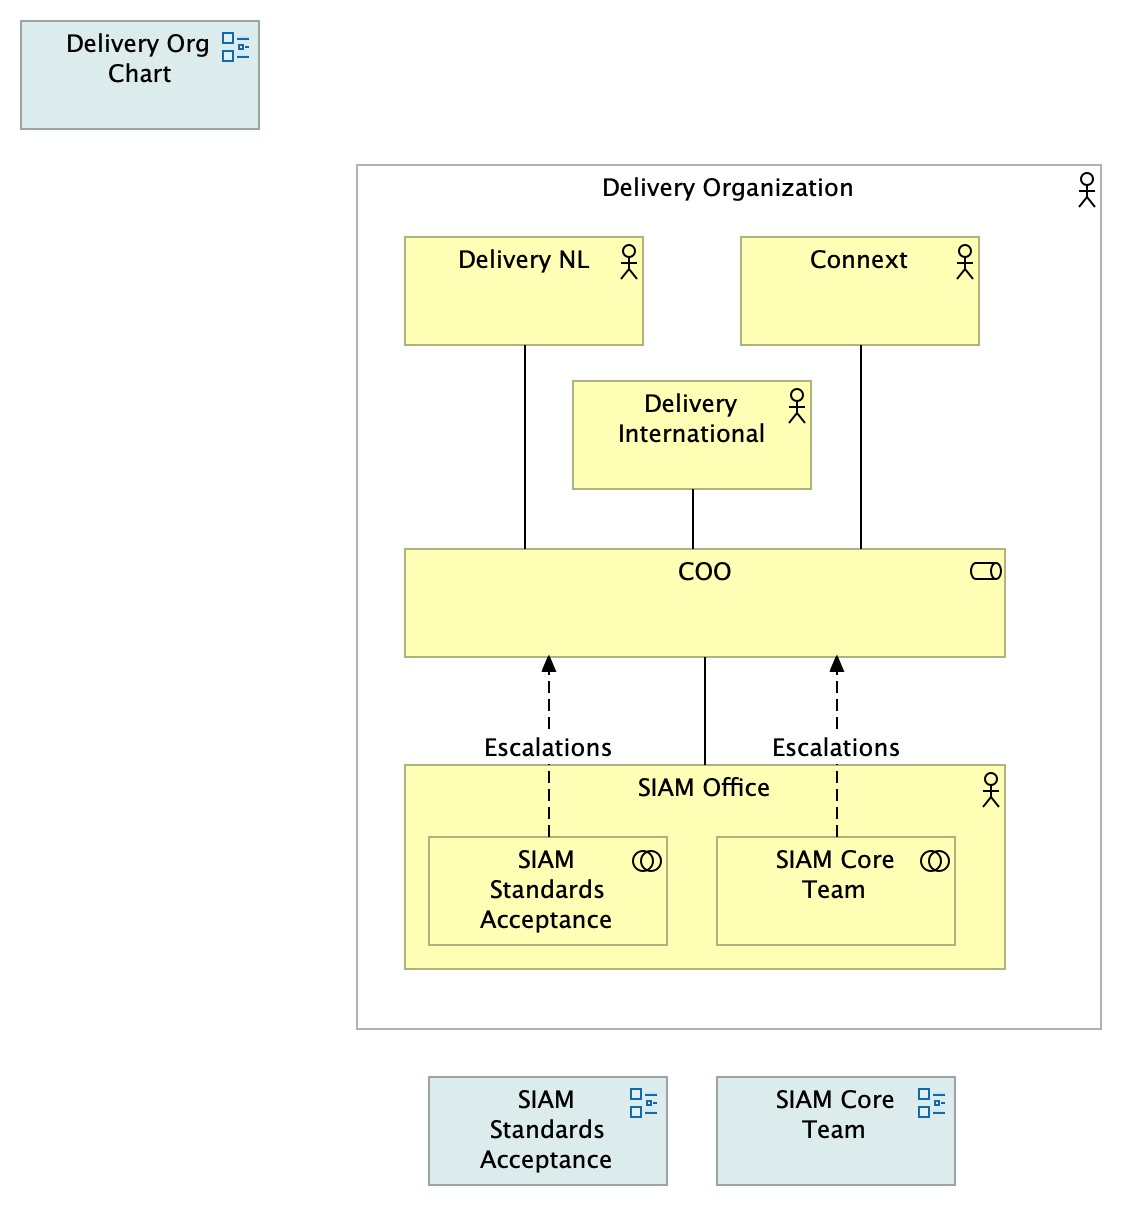 Delivery Org
Chart
Delivery Organization
Delivery NL
Connext
Delivery
International
COO
Escalations
Escalations
SIAM Office
SIAM
Standards
Acceptance
SIAM Core
Team
SIAM
Standards
Acceptance
SIAM Core
Team